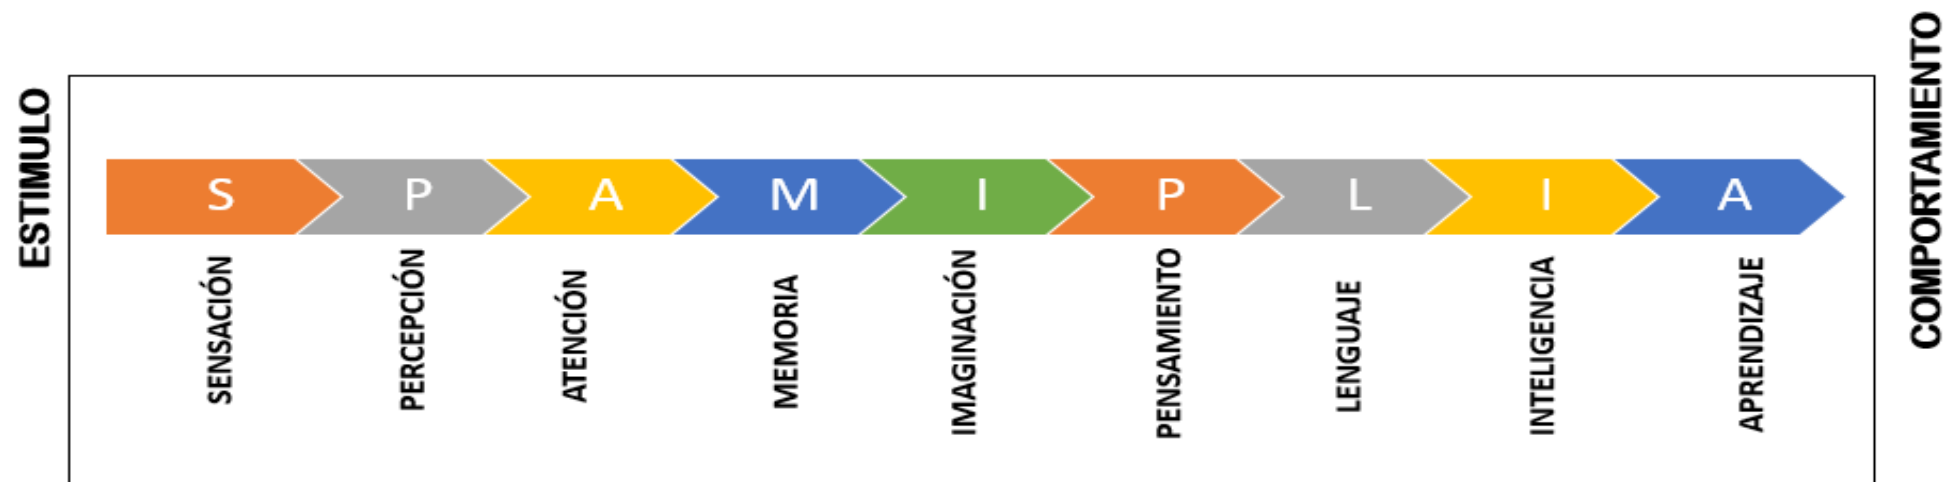 ESTIMULO
S P A M I P L I A
SENSACIÓN
PERCEPCIÓN
ATENCIÓN
MEMORIA
IMAGINACIÓN
PENSAMIENTO
LENGUAJE
INTELIGENCIA
APRENDIZAJE
COMPORTAMIENTO